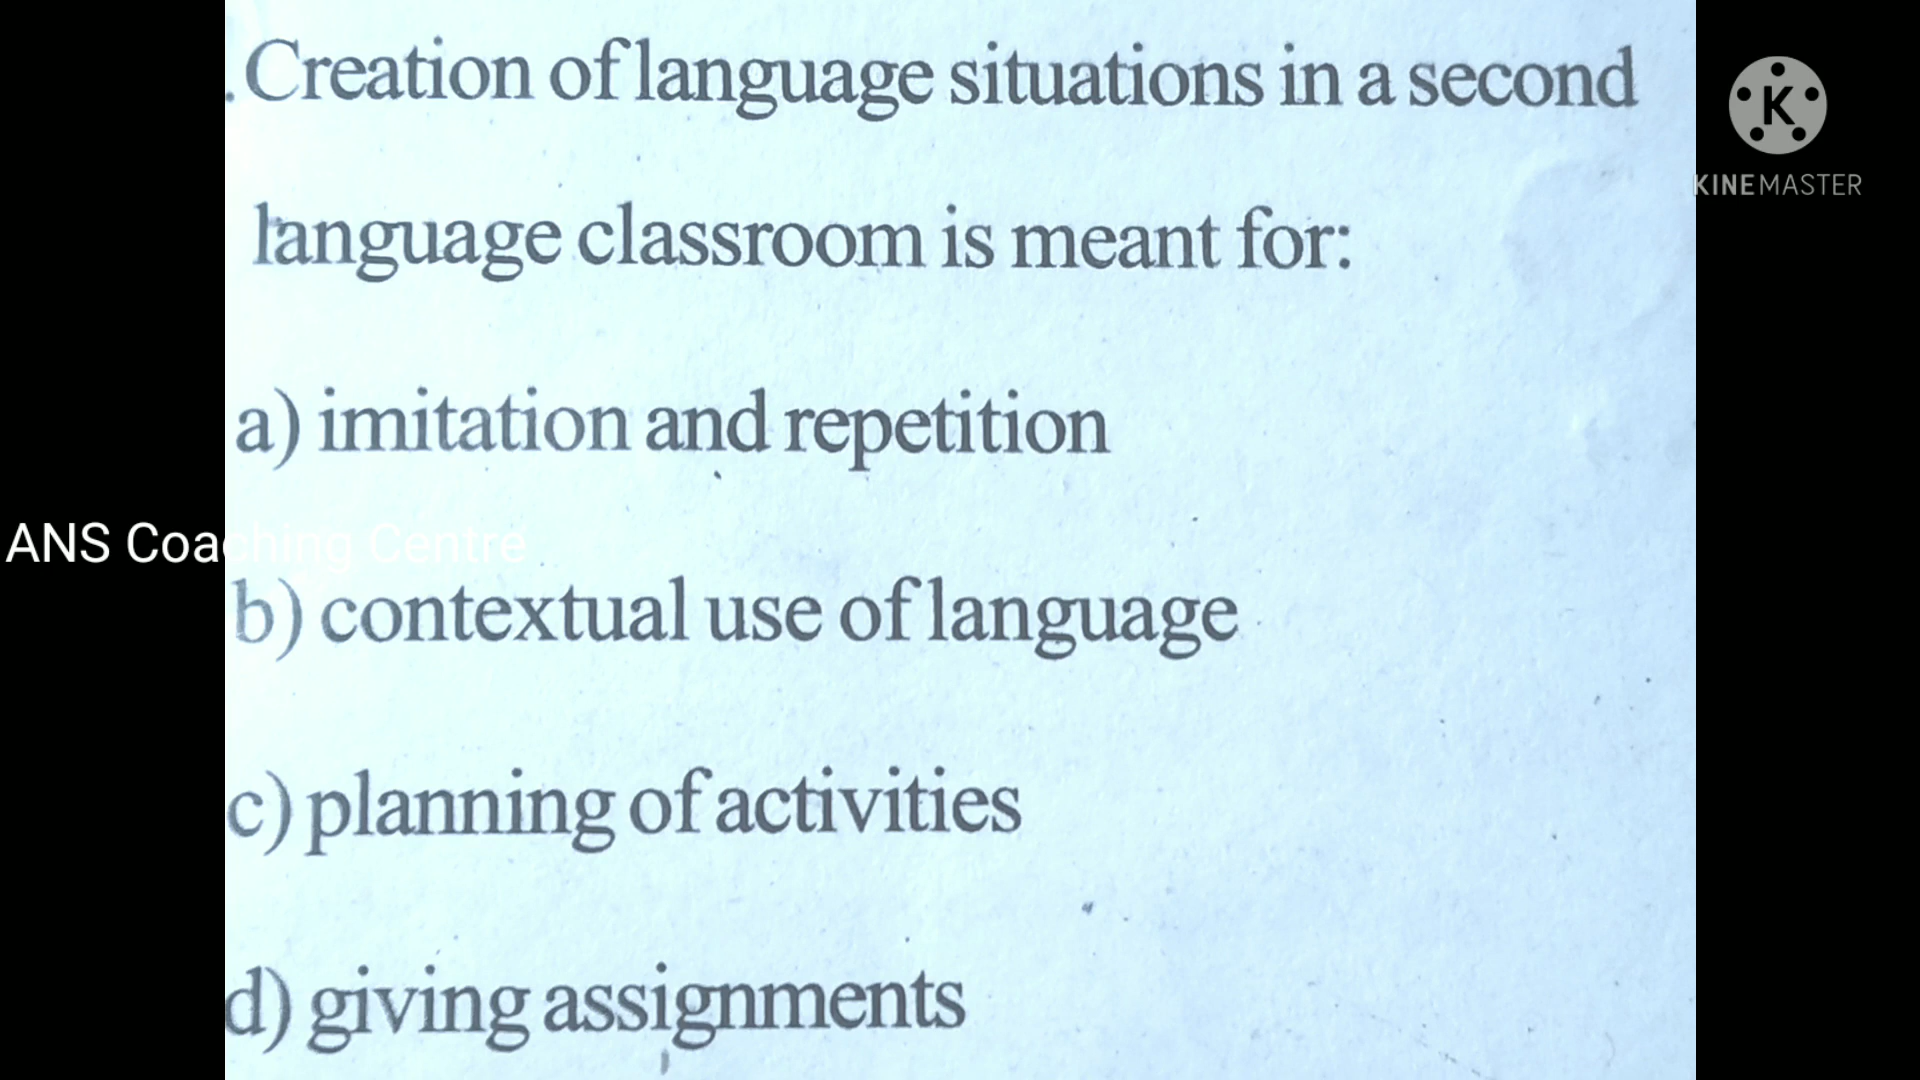 .Creation of language situations in a second
language classroom is meant for:
a) imitation and repetition
b) contextual use of language
c) planning of activities
d) giving assignments
ANS Coaching Centre
K
KINEMASTER